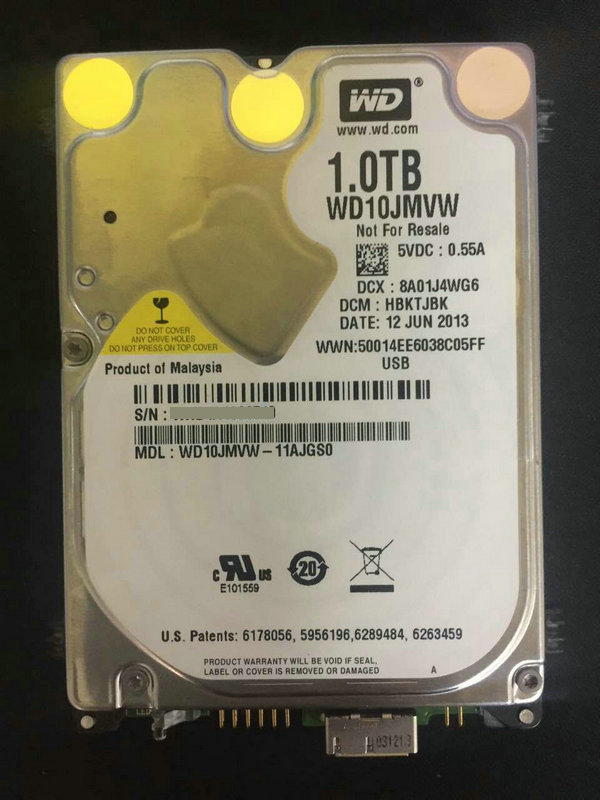 WD®
www.wd.com
1.0TB
WD10JMVW
Not For Resale
5VDC : 0.55A
DCX : 8A01J4WG6
DCM : HBKTJBK
DATE: 12 JUN 2013
WWN:50014EE6038C05FF
USB
DO NOT COVER
ANY DRIVE HOLES
DO NOT PRESS ON TOP COVER
Product of Malaysia
S/N :
MDL : WD10JMVW-11AJGS0
c RU US
E101559
20
U.S. Patents: 6178056, 5956196,6289484, 6263459
PRODUCT WARRANTY WILL BE VOID IF SEAL,
LABEL OR COVER IS REMOVED OR DAMAGED
A